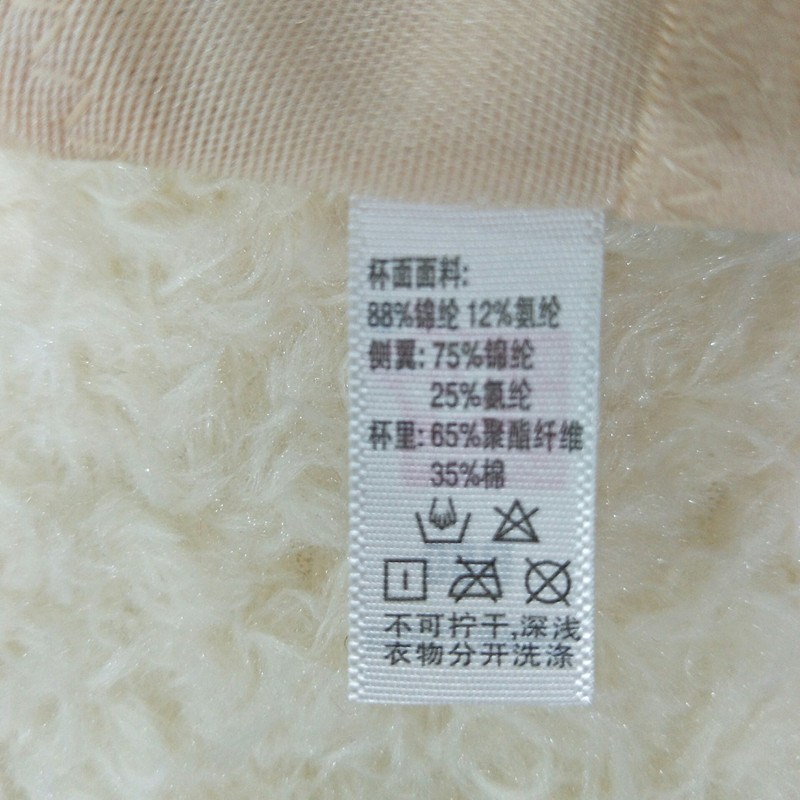 杯面面料:
88%锦纶 12%氨纶
侧翼: 75%锦纶
25%氨纶
杯里: 65%聚酯纤维
35%棉
不可拧干,深浅
衣物分开洗涤